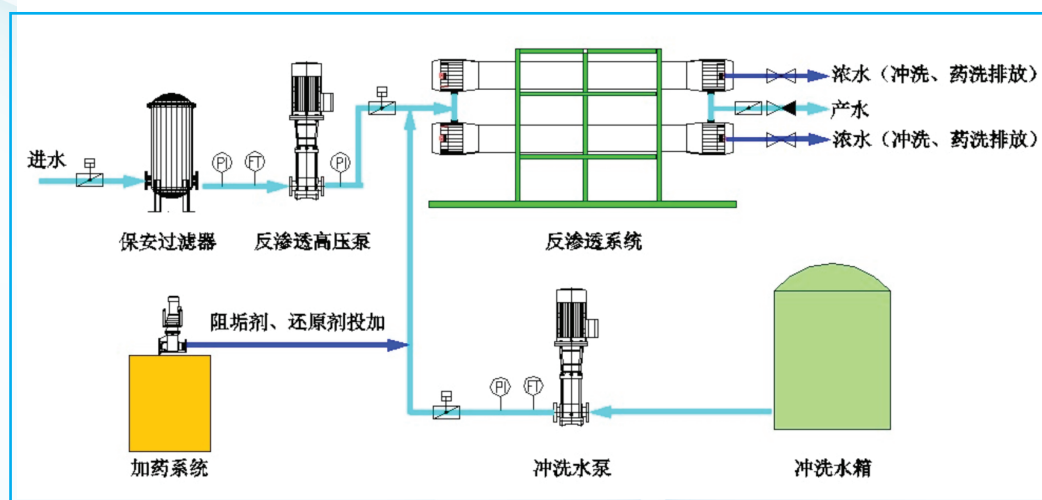 浓水（冲洗、药洗排放）
产水
浓水（冲洗、药洗排放）
进水
PI
FT
PI
保安过滤器
反渗透高压泵
反渗透系统
阻垢剂、还原剂投加
PI
FT
加药系统
冲洗水泵
冲洗水箱